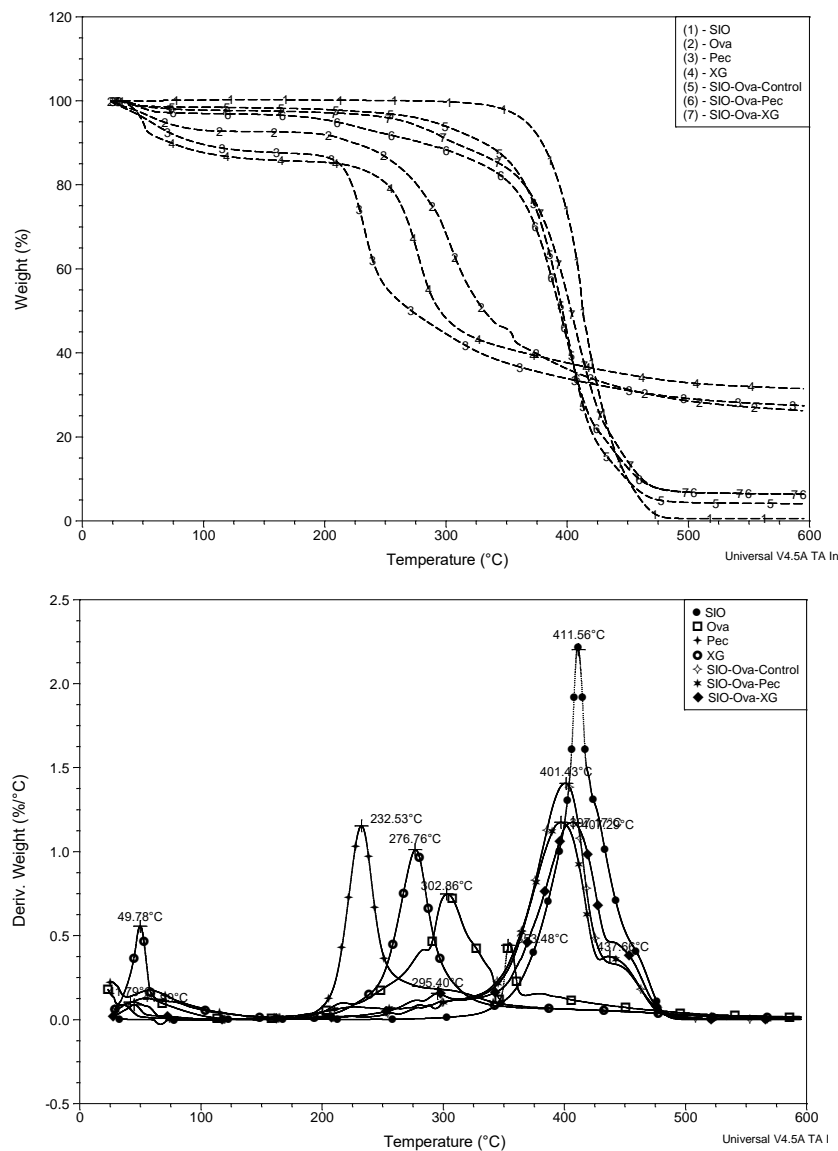 120
100
80
60
40
20
0
Weight (%)
(1) - SIO
(2) - Ova
(3) - Pec
(4) - XG
(5) - SIO-Ova-Control
(6) - SIO-Ova-Pec
(7) - SIO-Ova-XG
0 100 200 300 400 500 600
Temperature (°C)
Universal V4.5A TA In
2.5
2.0
1.5
1.0
0.5
0.0
-0.5
Deriv. Weight (%/°C)
SIO
Ova
Pec
XG
SIO-Ova-Control
SIO-Ova-Pec
SIO-Ova-XG
411.56°C
401.43°C
407.29°C
232.53°C
276.76°C
302.86°C
49.78°C
437.66°C
295.40°C
0 100 200 300 400 500 600
Temperature (°C)
Universal V4.5A TA I